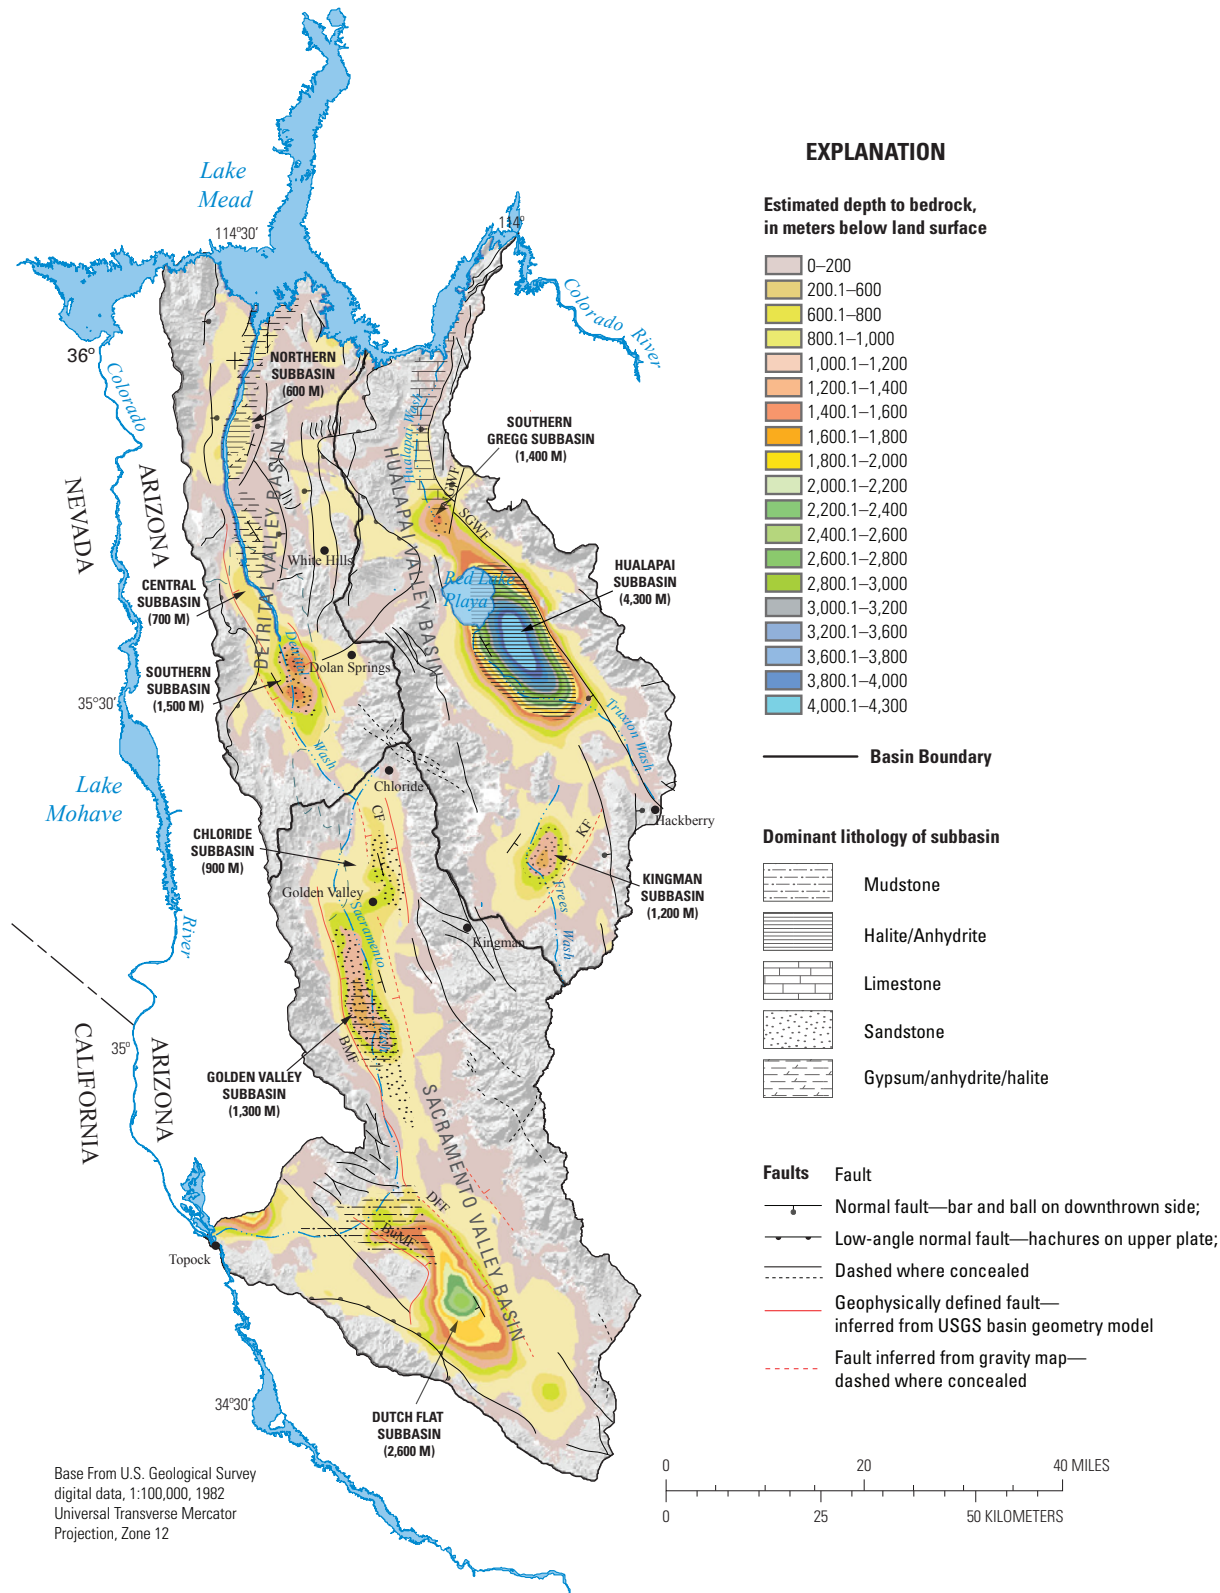 Lake
Mead
114°30′
114°
Colorado River
36°
Colorado
River
NEVADA
ARIZONA
NORTHERN
SUBBASIN
(600 M)
Hualapai Wash
SOUTHERN
GREGG SUBBASIN
(1,400 M)
SGWF
HUALAPAI VALLEY BASIN
DETRITAL VALLEY BASIN
White Hills
CENTRAL
SUBBASIN
(700 M)
Red Lake
Playa
HUALAPAI
SUBBASIN
(4,300 M)
Dolan Springs
SOUTHERN
SUBBASIN
(1,500 M)
35°30′
Wash
Truxton Wash
Lake
Mohave
Chloride
CF
Hackberry
KF
CHLORIDE
SUBBASIN
(900 M)
Golden Valley
KINGMAN
SUBBASIN
(1,200 M)
Frees
Wash
Sacramento
Kingman
35°
CALIFORNIA
ARIZONA
BMF
GOLDEN VALLEY
SUBBASIN
(1,300 M)
SACRAMENTO VALLEY BASIN
DFF
BuMF
Topock
34°30′
DUTCH FLAT
SUBBASIN
(2,600 M)
Base From U.S. Geological Survey
digital data, 1:100,000, 1982
Universal Transverse Mercator
Projection, Zone 12
EXPLANATION
Estimated depth to bedrock,
in meters below land surface
0–200
200.1–600
600.1–800
800.1–1,000
1,000.1–1,200
1,200.1–1,400
1,400.1–1,600
1,600.1–1,800
1,800.1–2,000
2,000.1–2,200
2,200.1–2,400
2,400.1–2,600
2,600.1–2,800
2,800.1–3,000
3,000.1–3,200
3,200.1–3,600
3,600.1–3,800
3,800.1–4,000
4,000.1–4,300
Basin Boundary
Dominant lithology of subbasin
Mudstone
Halite/Anhydrite
Limestone
Sandstone
Gypsum/anhydrite/halite
Faults
Fault
Normal fault—bar and ball on downthrown side;
Low-angle normal fault—hachures on upper plate;
Dashed where concealed
Geophysically defined fault—
inferred from USGS basin geometry model
Fault inferred from gravity map—
dashed where concealed
0 20 40 MILES
0 25 50 KILOMETERS